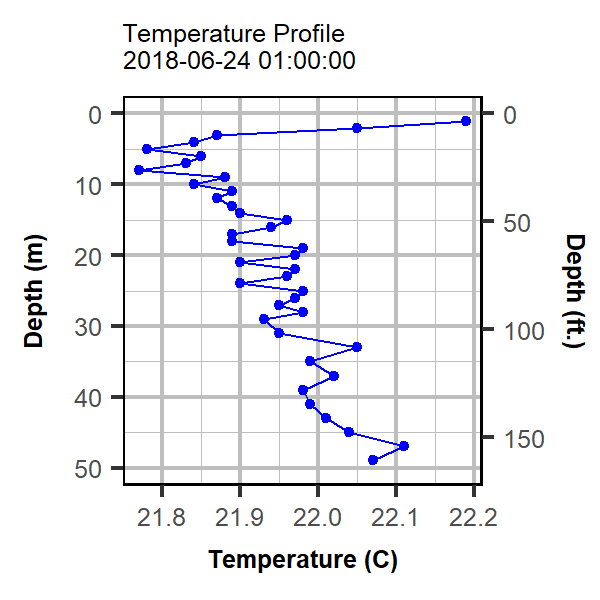 Temperature Profile
2018-06-24 01:00:00
0
10
20
30
40
50
Depth (m)
0
50
100
150
Depth (ft.)
21.8 21.9 22.0 22.1 22.2
Temperature (C)